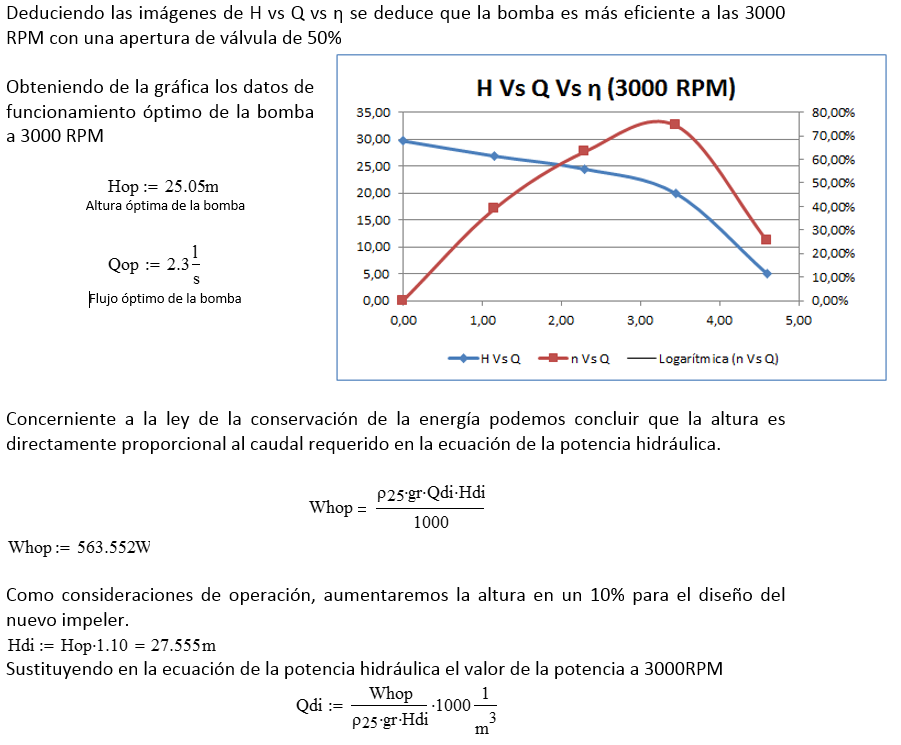 Deduciendo las imágenes de H vs Q vs η se deduce que la bomba es más eficiente a las 3000
RPM con una apertura de válvula de 50%
Obteniendo de la gráfica los datos de
funcionamiento óptimo de la bomba
a 3000 RPM
Hop := 25.05m
Altura óptima de la bomba
Qop := 2.3 l/s
Flujo óptimo de la bomba
H Vs Q Vs η (3000 RPM)
35,00
30,00
25,00
20,00
15,00
10,00
5,00
0,00
80,00%
70,00%
60,00%
50,00%
40,00%
30,00%
20,00%
10,00%
0,00%
0,00 1,00 2,00 3,00 4,00 5,00
H Vs Q n Vs Q Logarítmica (n Vs Q)
Concerniente a la ley de la conservación de la energía podemos concluir que la altura es
directamente proporcional al caudal requerido en la ecuación de la potencia hidráulica.
Whop = ρ25·gr·Qdi·Hdi / 1000
Whop := 563.552W
Como consideraciones de operación, aumentaremos la altura en un 10% para el diseño del
nuevo impeler.
Hdi := Hop·1.10 = 27.555m
Sustituyendo en la ecuación de la potencia hidráulica el valor de la potencia a 3000RPM
Qdi := Whop / ρ25·gr·Hdi ·1000 1/m³